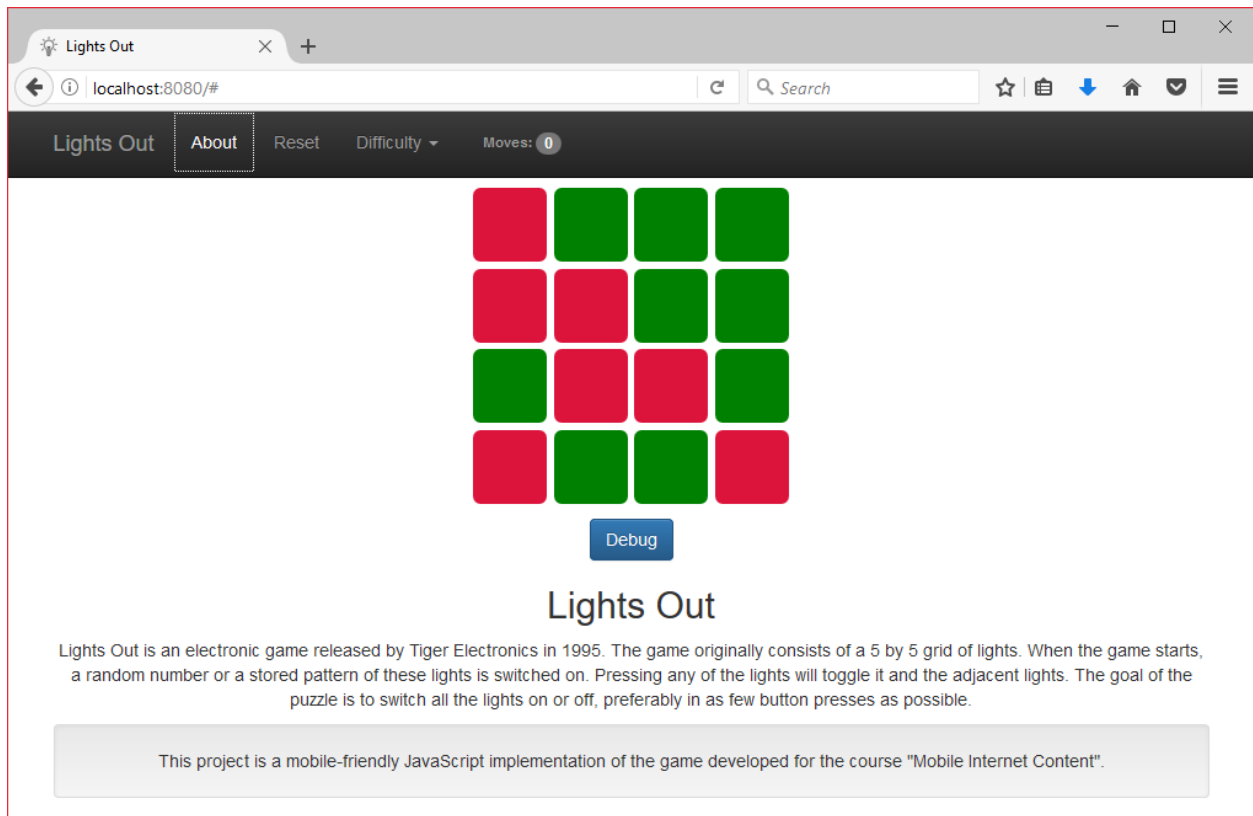 Lights Out
localhost:8080/#
Search
Lights Out About Reset Difficulty Moves: 0
Debug
Lights Out
Lights Out is an electronic game released by Tiger Electronics in 1995. The game originally consists of a 5 by 5 grid of lights. When the game starts,
a random number or a stored pattern of these lights is switched on. Pressing any of the lights will toggle it and the adjacent lights. The goal of the
puzzle is to switch all the lights on or off, preferably in as few button presses as possible.
This project is a mobile-friendly JavaScript implementation of the game developed for the course "Mobile Internet Content".